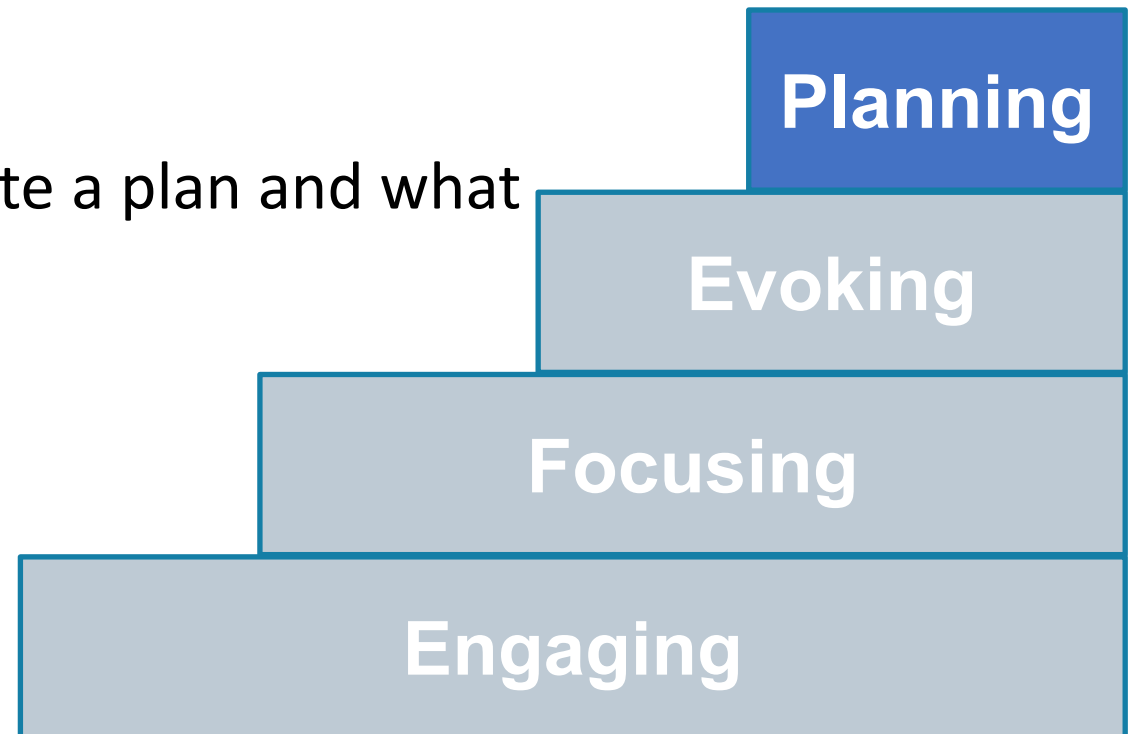 Planning
te a plan and what
Evoking
Focusing
Engaging